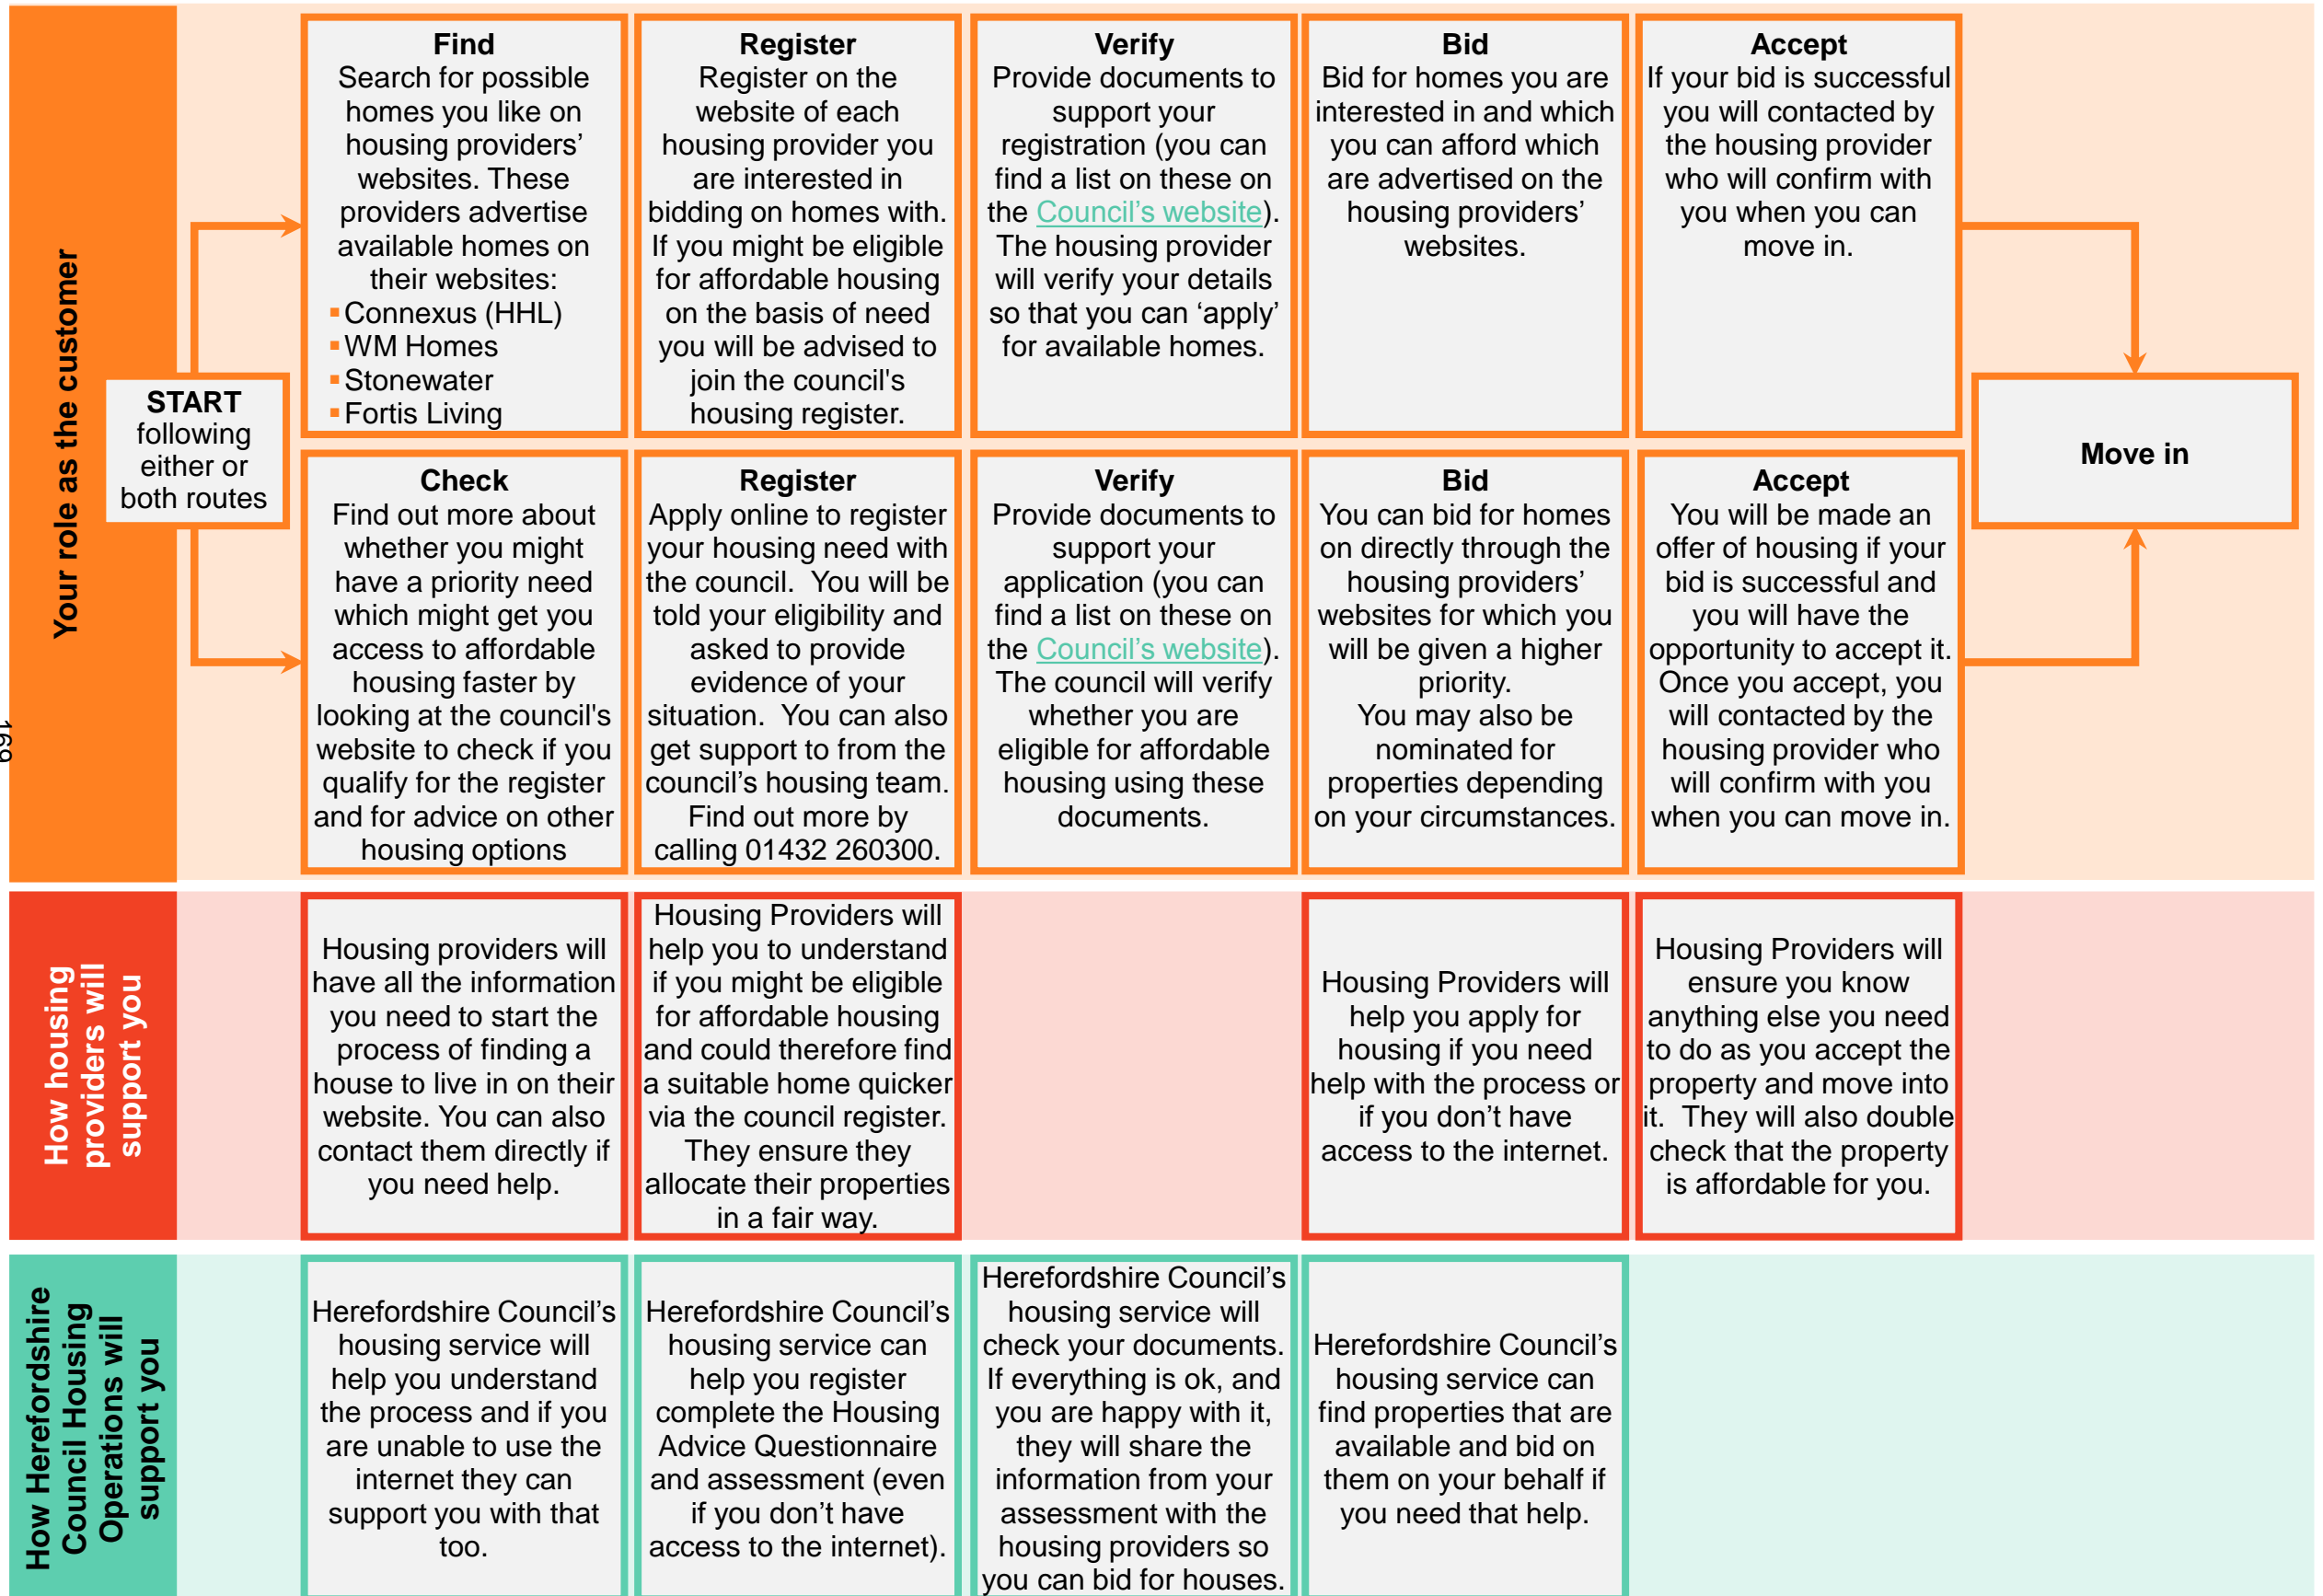 Your role as the customer
START
following
either or
both routes
Find
Search for possible
homes you like on
housing providers’
websites. These
providers advertise
available homes on
their websites:
▪Connexus (HHL)
▪WM Homes
▪Stonewater
▪Fortis Living
Register
Register on the
website of each
housing provider you
are interested in
bidding on homes with.
If you might be eligible
for affordable housing
on the basis of need
you will be advised to
join the council's
housing register.
Verify
Provide documents to
support your
registration (you can
find a list on these on
the Council’s website).
The housing provider
will verify your details
so that you can ‘apply’
for available homes.
Bid
Bid for homes you are
interested in and which
you can afford which
are advertised on the
housing providers’
websites.
Accept
If your bid is successful
you will contacted by
the housing provider
who will confirm with
you when you can
move in.
Check
Find out more about
whether you might
have a priority need
which might get you
access to affordable
housing faster by
looking at the council's
website to check if you
qualify for the register
and for advice on other
housing options
Register
Apply online to register
your housing need with
the council.  You will be
told your eligibility and
asked to provide
evidence of your
situation.  You can also
get support to from the
council’s housing team.
Find out more by
calling 01432 260300.
Verify
Provide documents to
support your
application (you can
find a list on these on
the Council’s website).
The council will verify
whether you are
eligible for affordable
housing using these
documents.
Bid
You can bid for homes
on directly through the
housing providers’
websites for which you
will be given a higher
priority.
You may also be
nominated for
properties depending
on your circumstances.
Accept
You will be made an
offer of housing if your
bid is successful and
you will have the
opportunity to accept it.
Once you accept, you
will contacted by the
housing provider who
will confirm with you
when you can move in.
Move in
169
How housing
providers will
support you
Housing providers will
have all the information
you need to start the
process of finding a
house to live in on their
website. You can also
contact them directly if
you need help.
Housing Providers will
help you to understand
if you might be eligible
for affordable housing
and could therefore find
a suitable home quicker
via the council register.
They ensure they
allocate their properties
in a fair way.
Housing Providers will
help you apply for
housing if you need
help with the process or
if you don’t have
access to the internet.
Housing Providers will
ensure you know
anything else you need
to do as you accept the
property and move into
it.  They will also double
check that the property
is affordable for you.
How Herefordshire
Council Housing
Operations will
support you
Herefordshire Council’s
housing service will
help you understand
the process and if you
are unable to use the
internet they can
support you with that
too.
Herefordshire Council’s
housing service can
help you register
complete the Housing
Advice Questionnaire
and assessment (even
if you don’t have
access to the internet).
Herefordshire Council’s
housing service will
check your documents.
If everything is ok, and
you are happy with it,
they will share the
information from your
assessment with the
housing providers so
you can bid for houses.
Herefordshire Council’s
housing service can
find properties that are
available and bid on
them on your behalf if
you need that help.